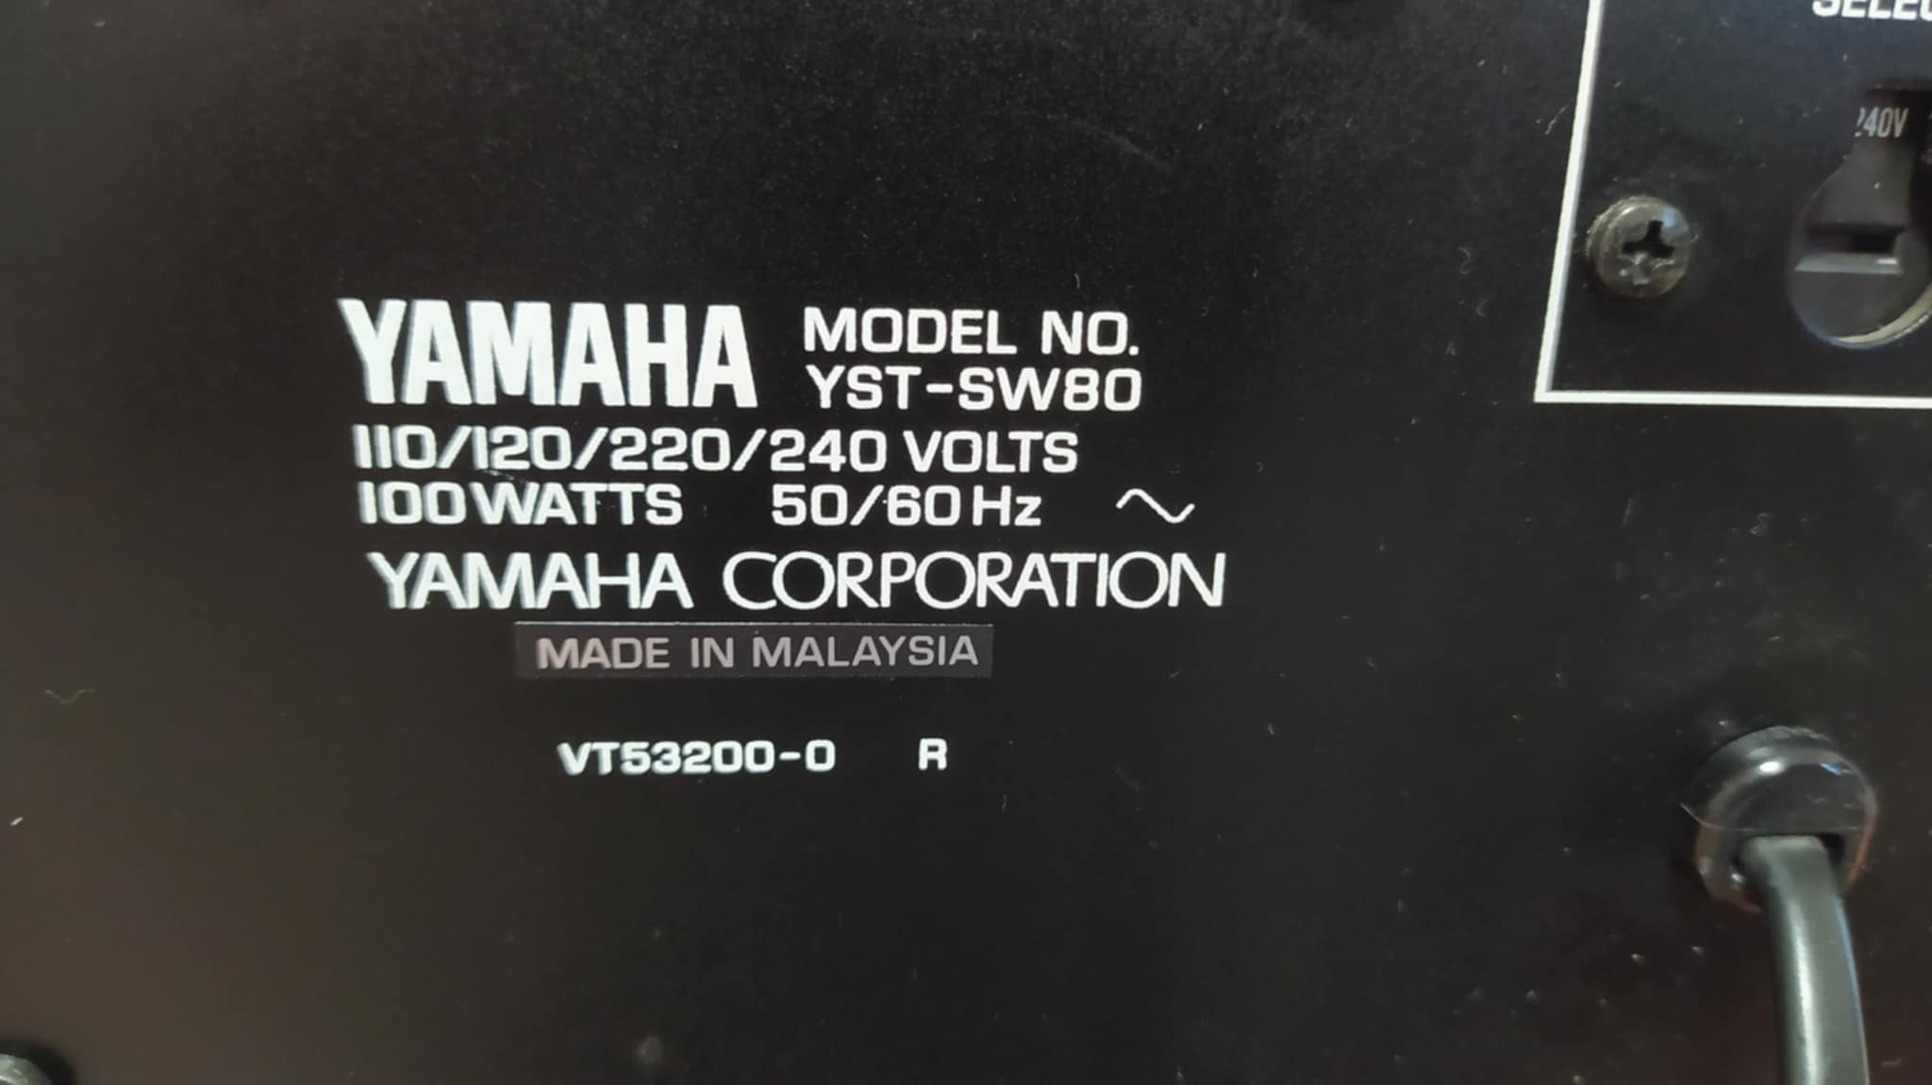 YAMAHA MODEL NO.
YST-SW80
110/120/220/240 VOLTS
100WATTS 50/60Hz ~
YAMAHA CORPORATION
MADE IN MALAYSIA
VT53200-0 R
240V